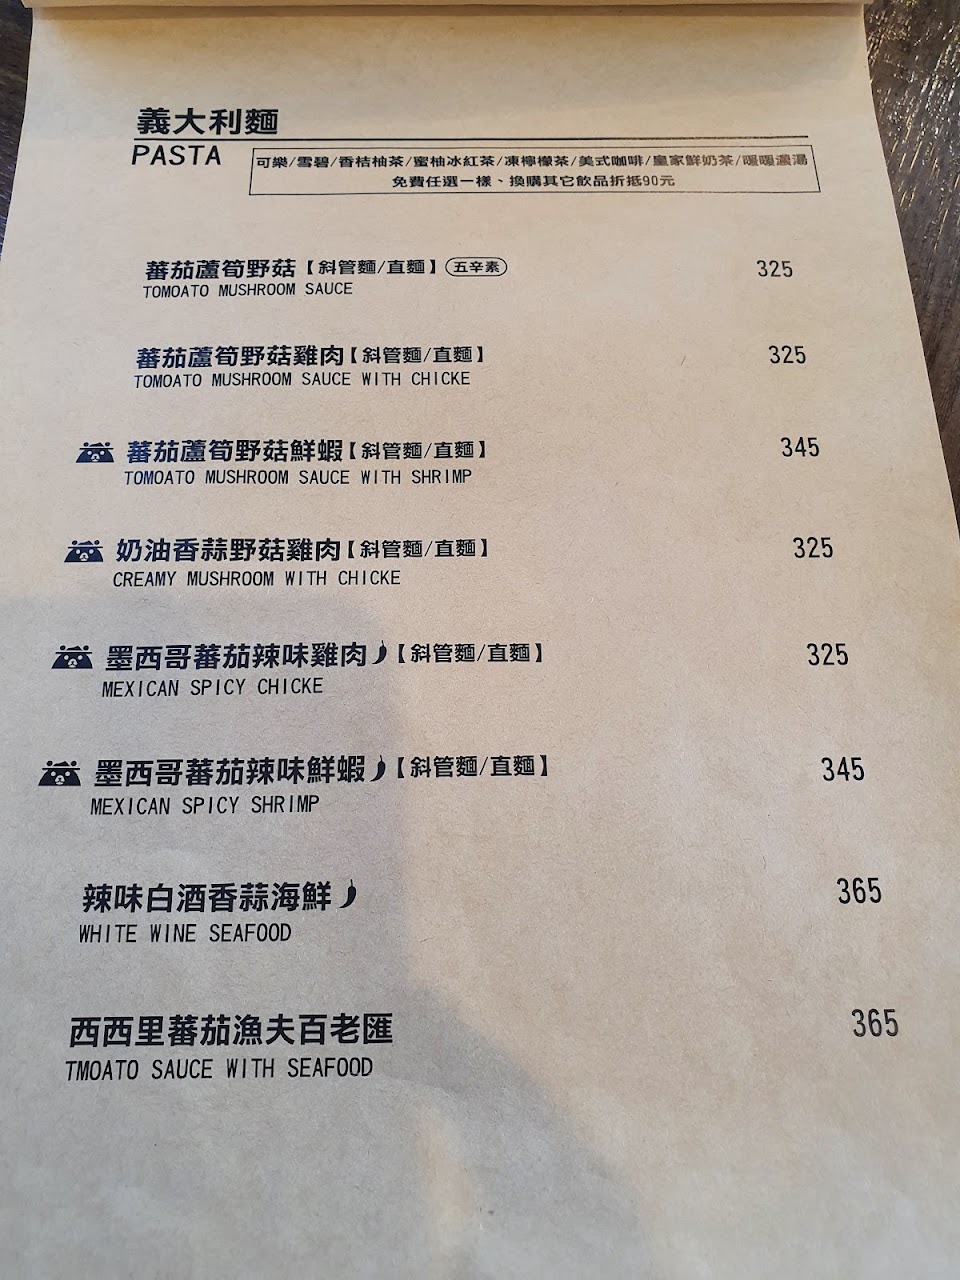 義大利麵
PASTA
可樂/雪碧/香桔柚茶/蜜柚冰紅茶/凍檸檬茶/美式咖啡/皇家鮮奶茶/暖暖濃湯
免費任選一樣、換購其它飲品折抵90元
蕃茄蘆筍野菇【斜管麵/直麵】五辛素 325
TOMOATO MUSHROOM SAUCE
蕃茄蘆筍野菇雞肉【斜管麵/直麵】 325
TOMOATO MUSHROOM SAUCE WITH CHICKE
蕃茄蘆筍野菇鮮蝦【斜管麵/直麵】 345
TOMOATO MUSHROOM SAUCE WITH SHRIMP
奶油香蒜野菇雞肉【斜管麵/直麵】 325
CREAMY MUSHROOM WITH CHICKE
墨西哥蕃茄辣味雞肉【斜管麵/直麵】 325
MEXICAN SPICY CHICKE
墨西哥蕃茄辣味鮮蝦【斜管麵/直麵】 345
MEXICAN SPICY SHRIMP
辣味白酒香蒜海鮮 365
WHITE WINE SEAFOOD
西西里蕃茄漁夫百老匯 365
TMOATO SAUCE WITH SEAFOOD